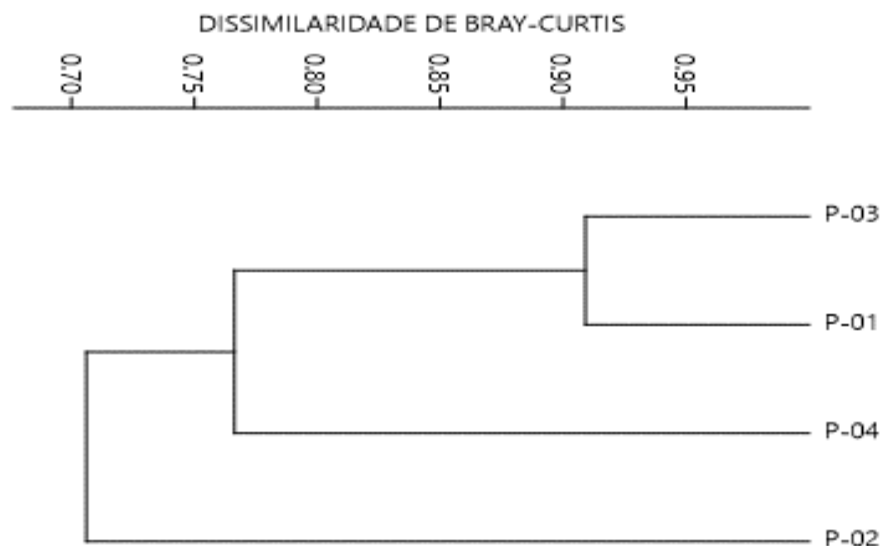 DISSIMILARIDADE DE BRAY-CURTIS
0.70 0.75 0.80 0.85 0.90 0.95
P-03
P-01
P-04
P-02